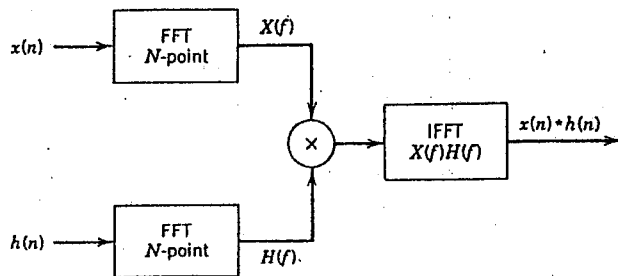 x(n)
FFT
N-point
X(f)
×
IFFT
X(f)H(f)
x(n)*h(n)
h(n)
FFT
N-point
H(f).